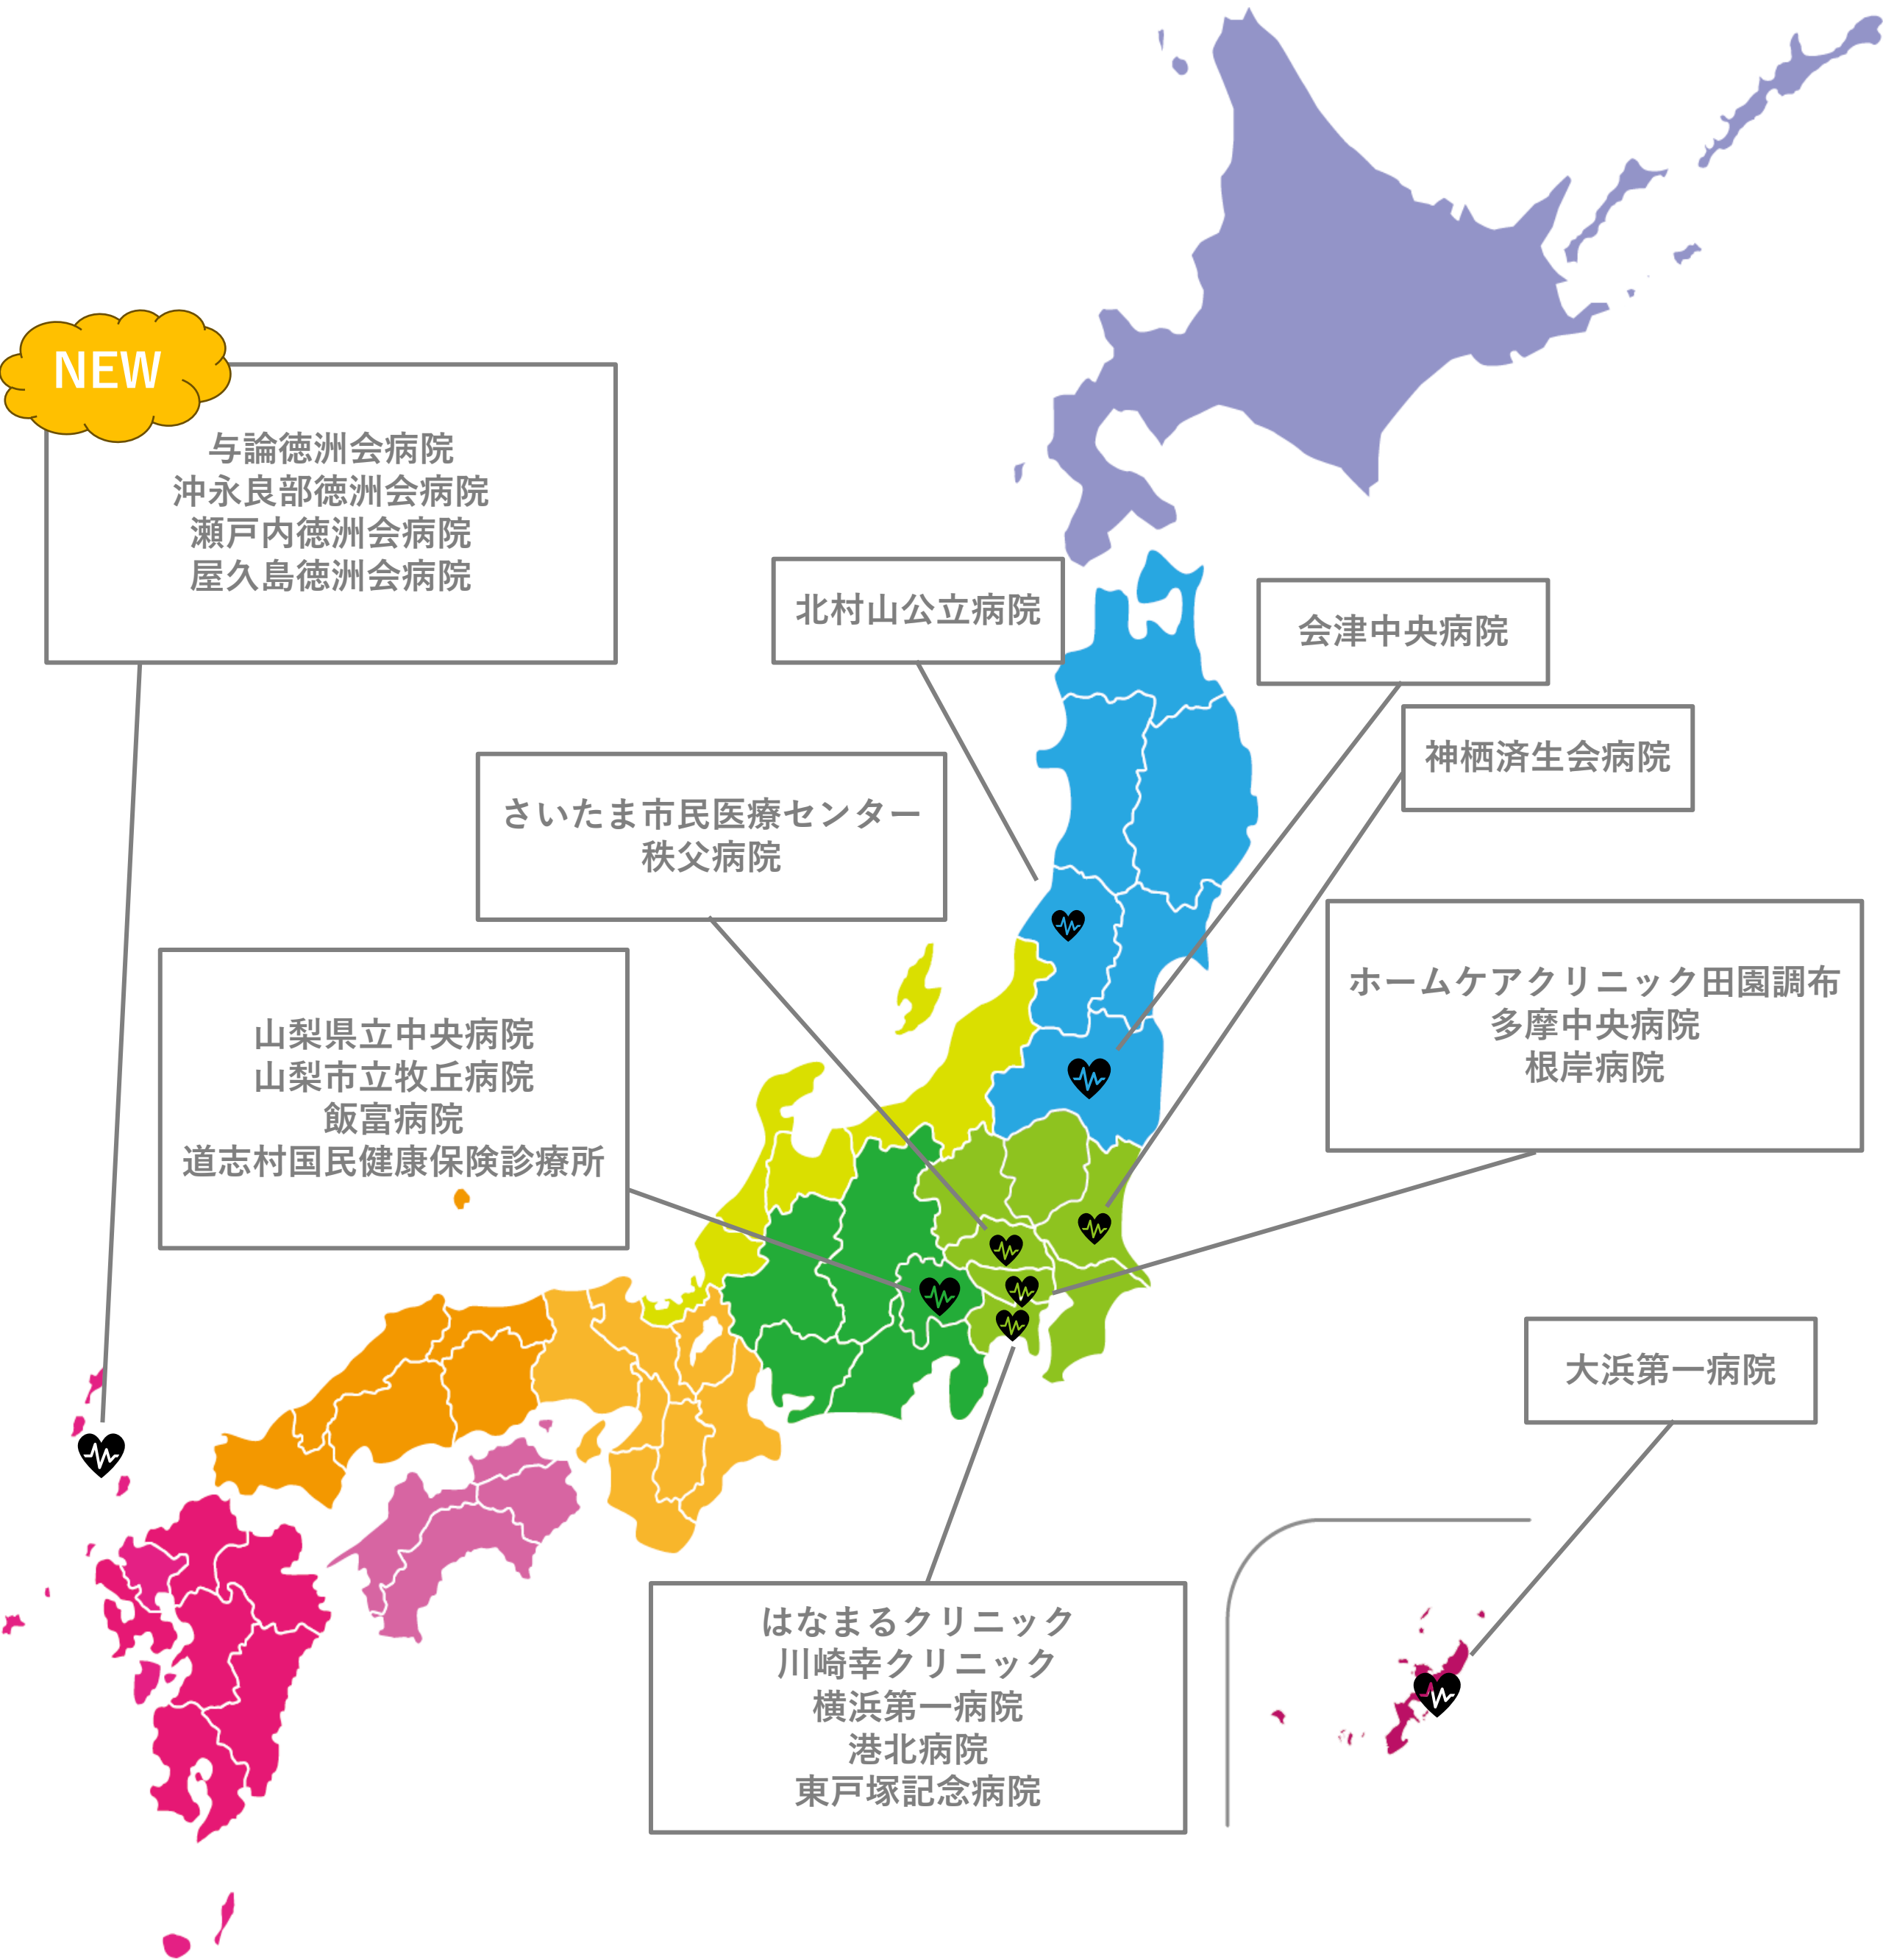 NEW
与論徳洲会病院
沖永良部徳洲会病院
瀬戸内徳洲会病院
屋久島徳洲会病院
北村山公立病院
会津中央病院
神栖済生会病院
さいたま市民医療センター
秩父病院
ホームケアクリニック田園調布
多摩中央病院
根岸病院
山梨県立中央病院
山梨市立牧丘病院
飯富病院
道志村国民健康保険診療所
大浜第一病院
はなまるクリニック
川崎幸クリニック
横浜第一病院
港北病院
東戸塚記念病院